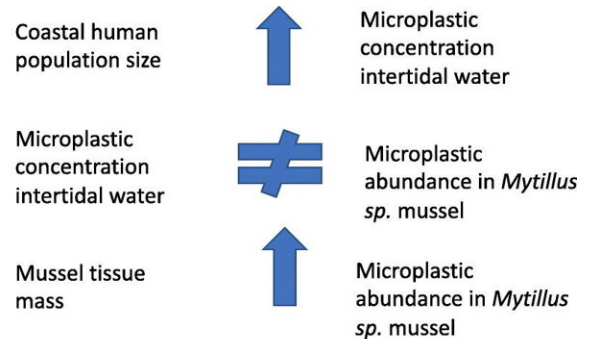 Coastal human
population size
Microplastic
concentration
intertidal water
Microplastic
concentration
intertidal water
Microplastic
abundance in Mytillus
sp. mussel
Mussel tissue
mass
Microplastic
abundance in Mytillus
sp. mussel